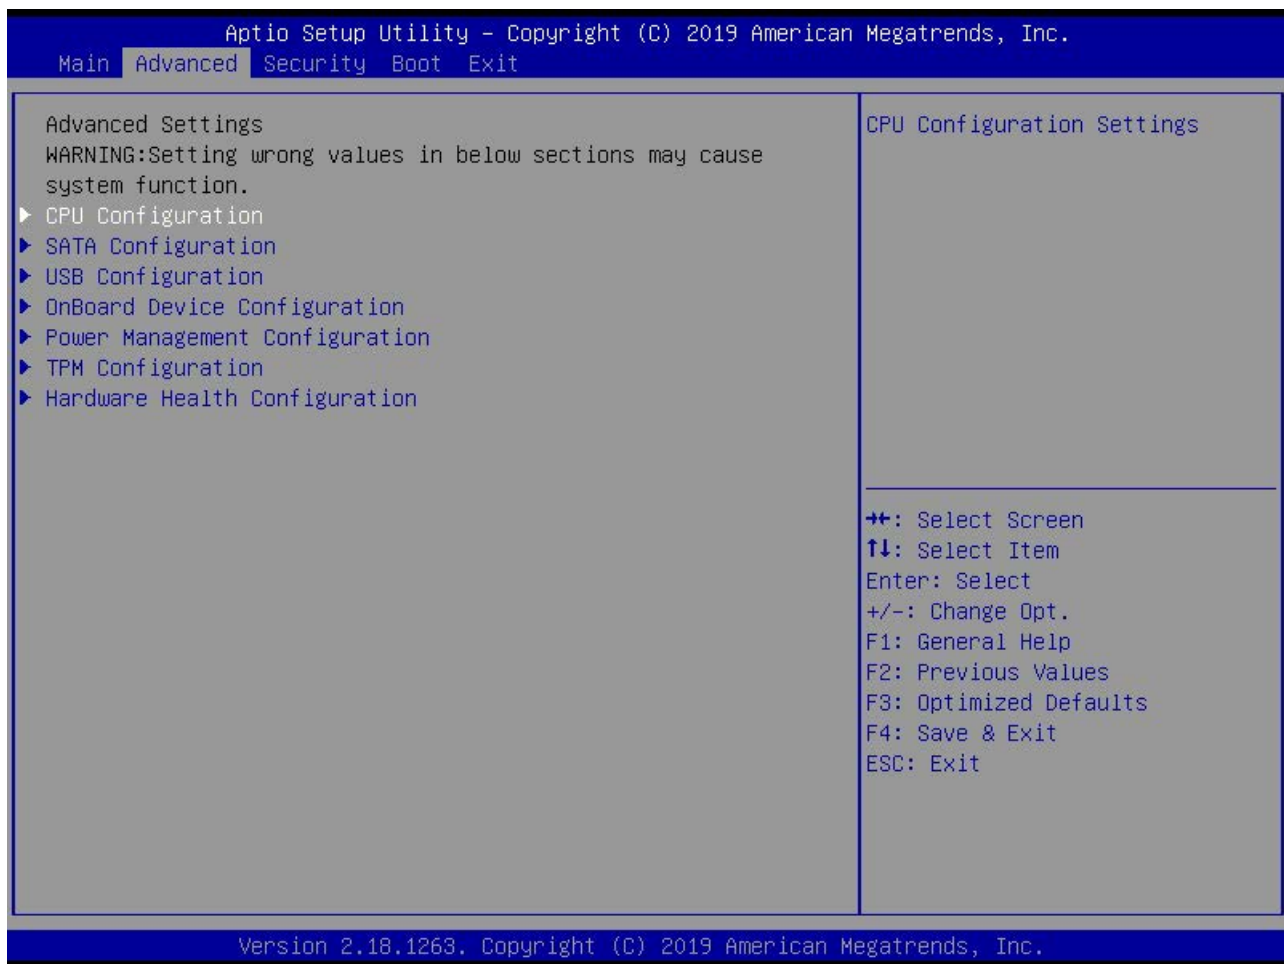 Aptio Setup Utility – Copyright (C) 2019 American Megatrends, Inc.
Main Advanced Security Boot Exit
Advanced Settings
WARNING:Setting wrong values in below sections may cause
system function.
CPU Configuration
SATA Configuration
USB Configuration
OnBoard Device Configuration
Power Management Configuration
TPM Configuration
Hardware Health Configuration
CPU Configuration Settings
→←: Select Screen
↑↓: Select Item
Enter: Select
+/-: Change Opt.
F1: General Help
F2: Previous Values
F3: Optimized Defaults
F4: Save & Exit
ESC: Exit
Version 2.18.1263. Copyright (C) 2019 American Megatrends, Inc.